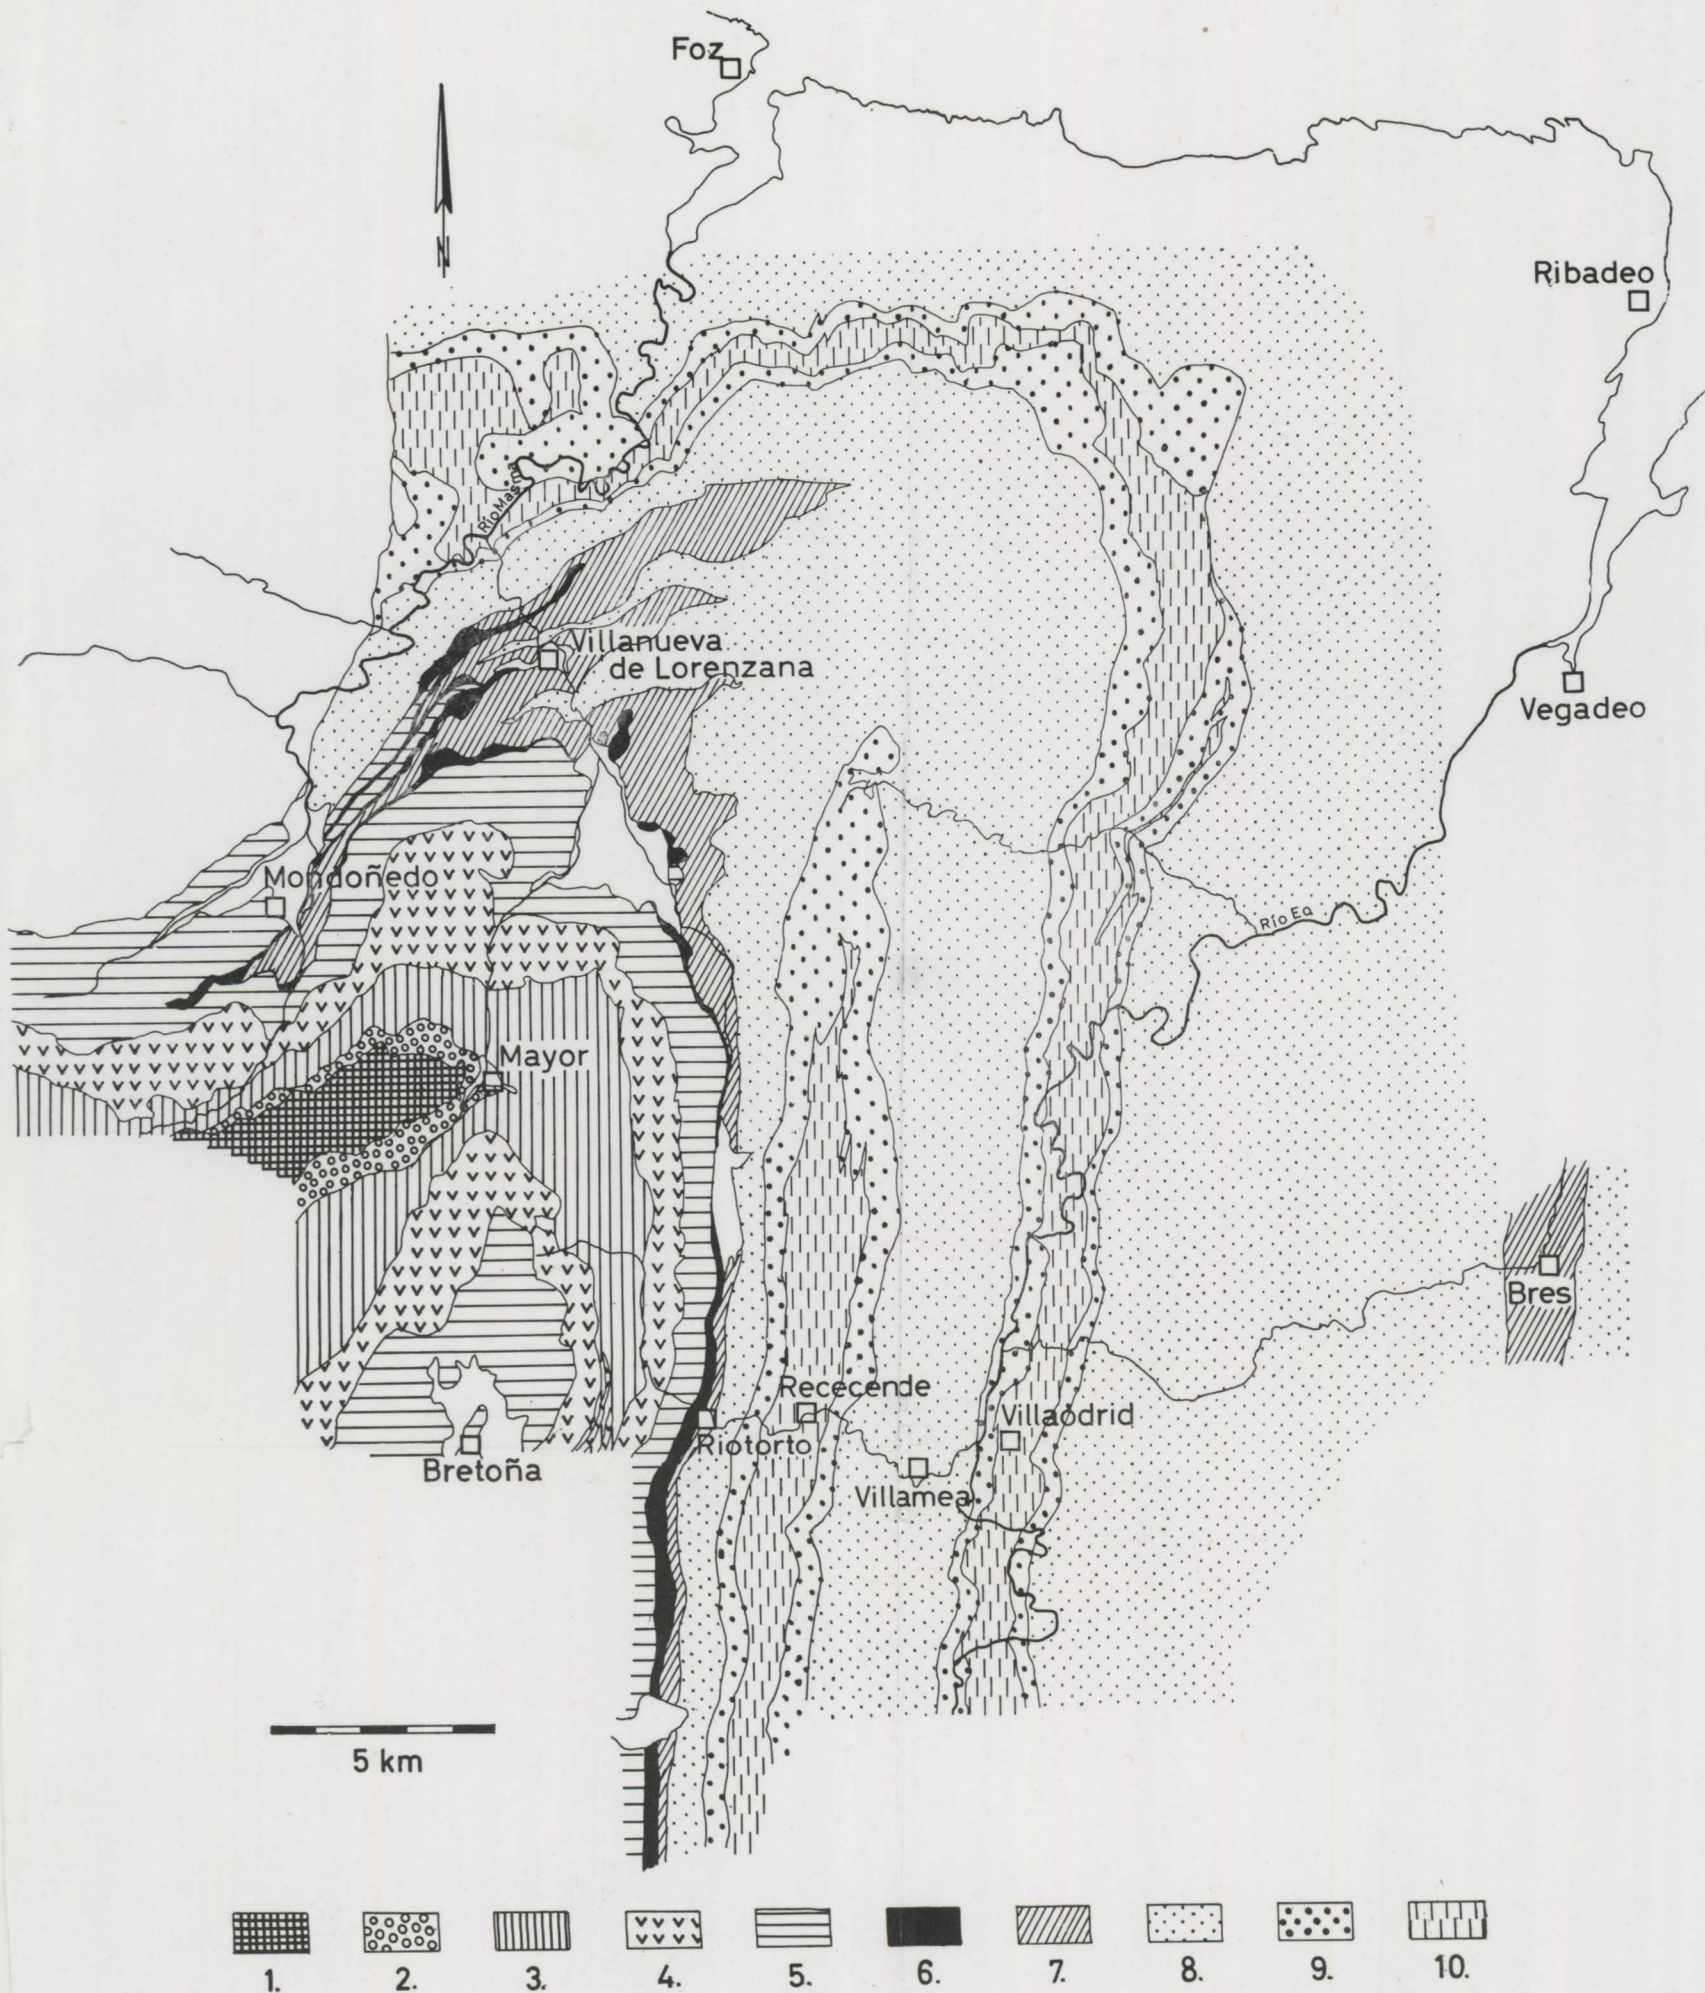 Foz
N
Ribadeo
Río Masma
Villanueva
de Lorenzana
Vegadeo
Mondoñedo
Río Eo
Mayor
Bres
Rececende
Villaodrid
Riotorto
Bretoña
Villamea
5 km
1. 2. 3. 4. 5. 6. 7. 8. 9. 10.